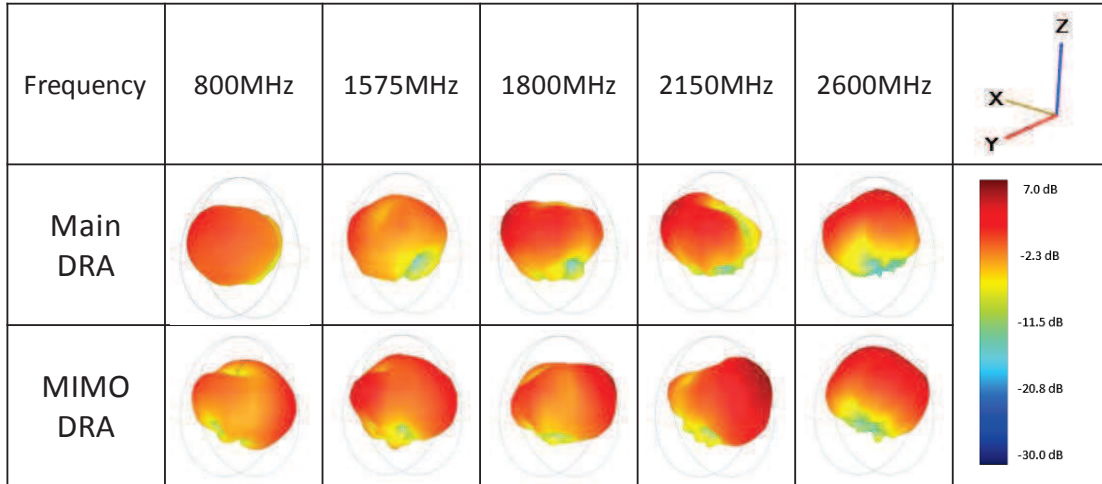 Frequency
800MHz
1575MHz
1800MHz
2150MHz
2600MHz
Z
X
Y
Main
DRA
7.0 dB
-2.3 dB
-11.5 dB
-20.8 dB
-30.0 dB
MIMO
DRA